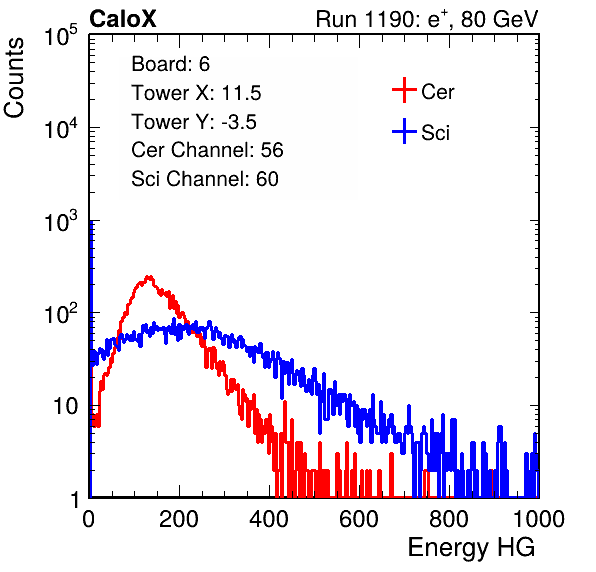 CaloX Run 1190: e⁺, 80 GeV
Counts
Board: 6
Tower X: 11.5
Tower Y: -3.5
Cer Channel: 56
Sci Channel: 60
Cer
Sci
10⁵
10⁴
10³
10²
10
1
0 200 400 600 800 1000
Energy HG